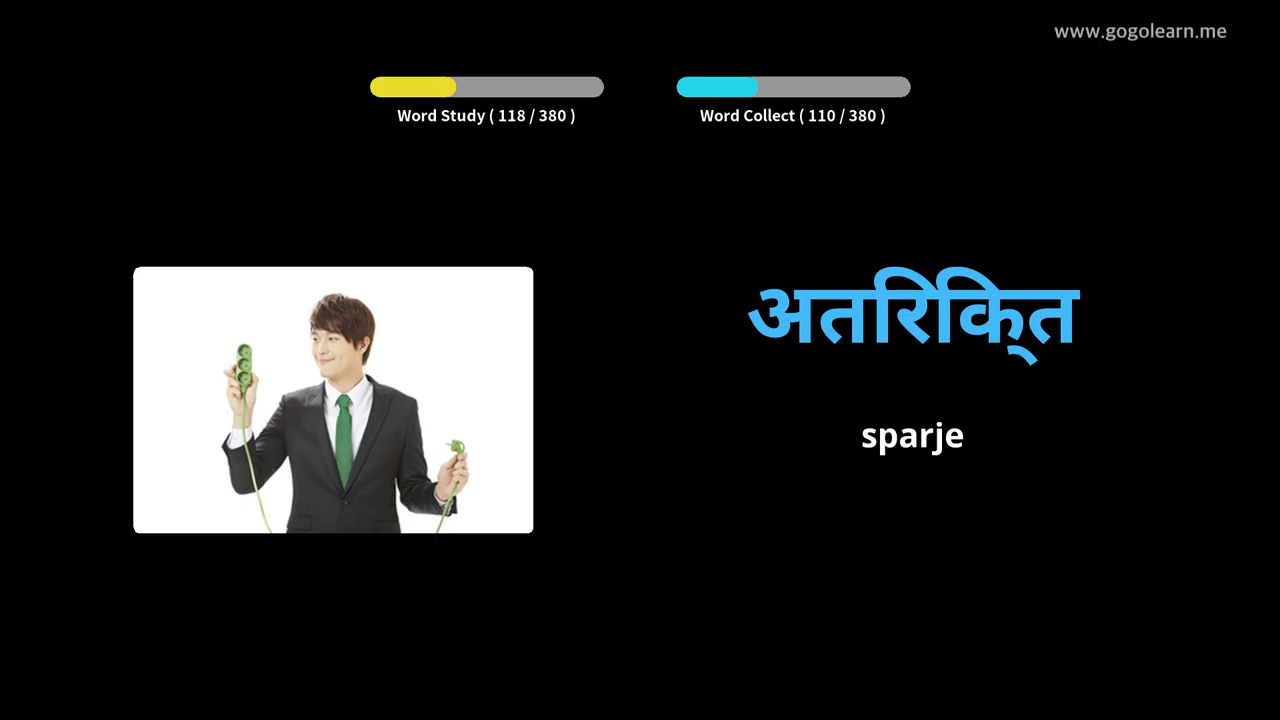 www.gogolearn.me
Word Study ( 118 / 380 )
Word Collect ( 110 / 380 )
अतरिकि्त
sparje